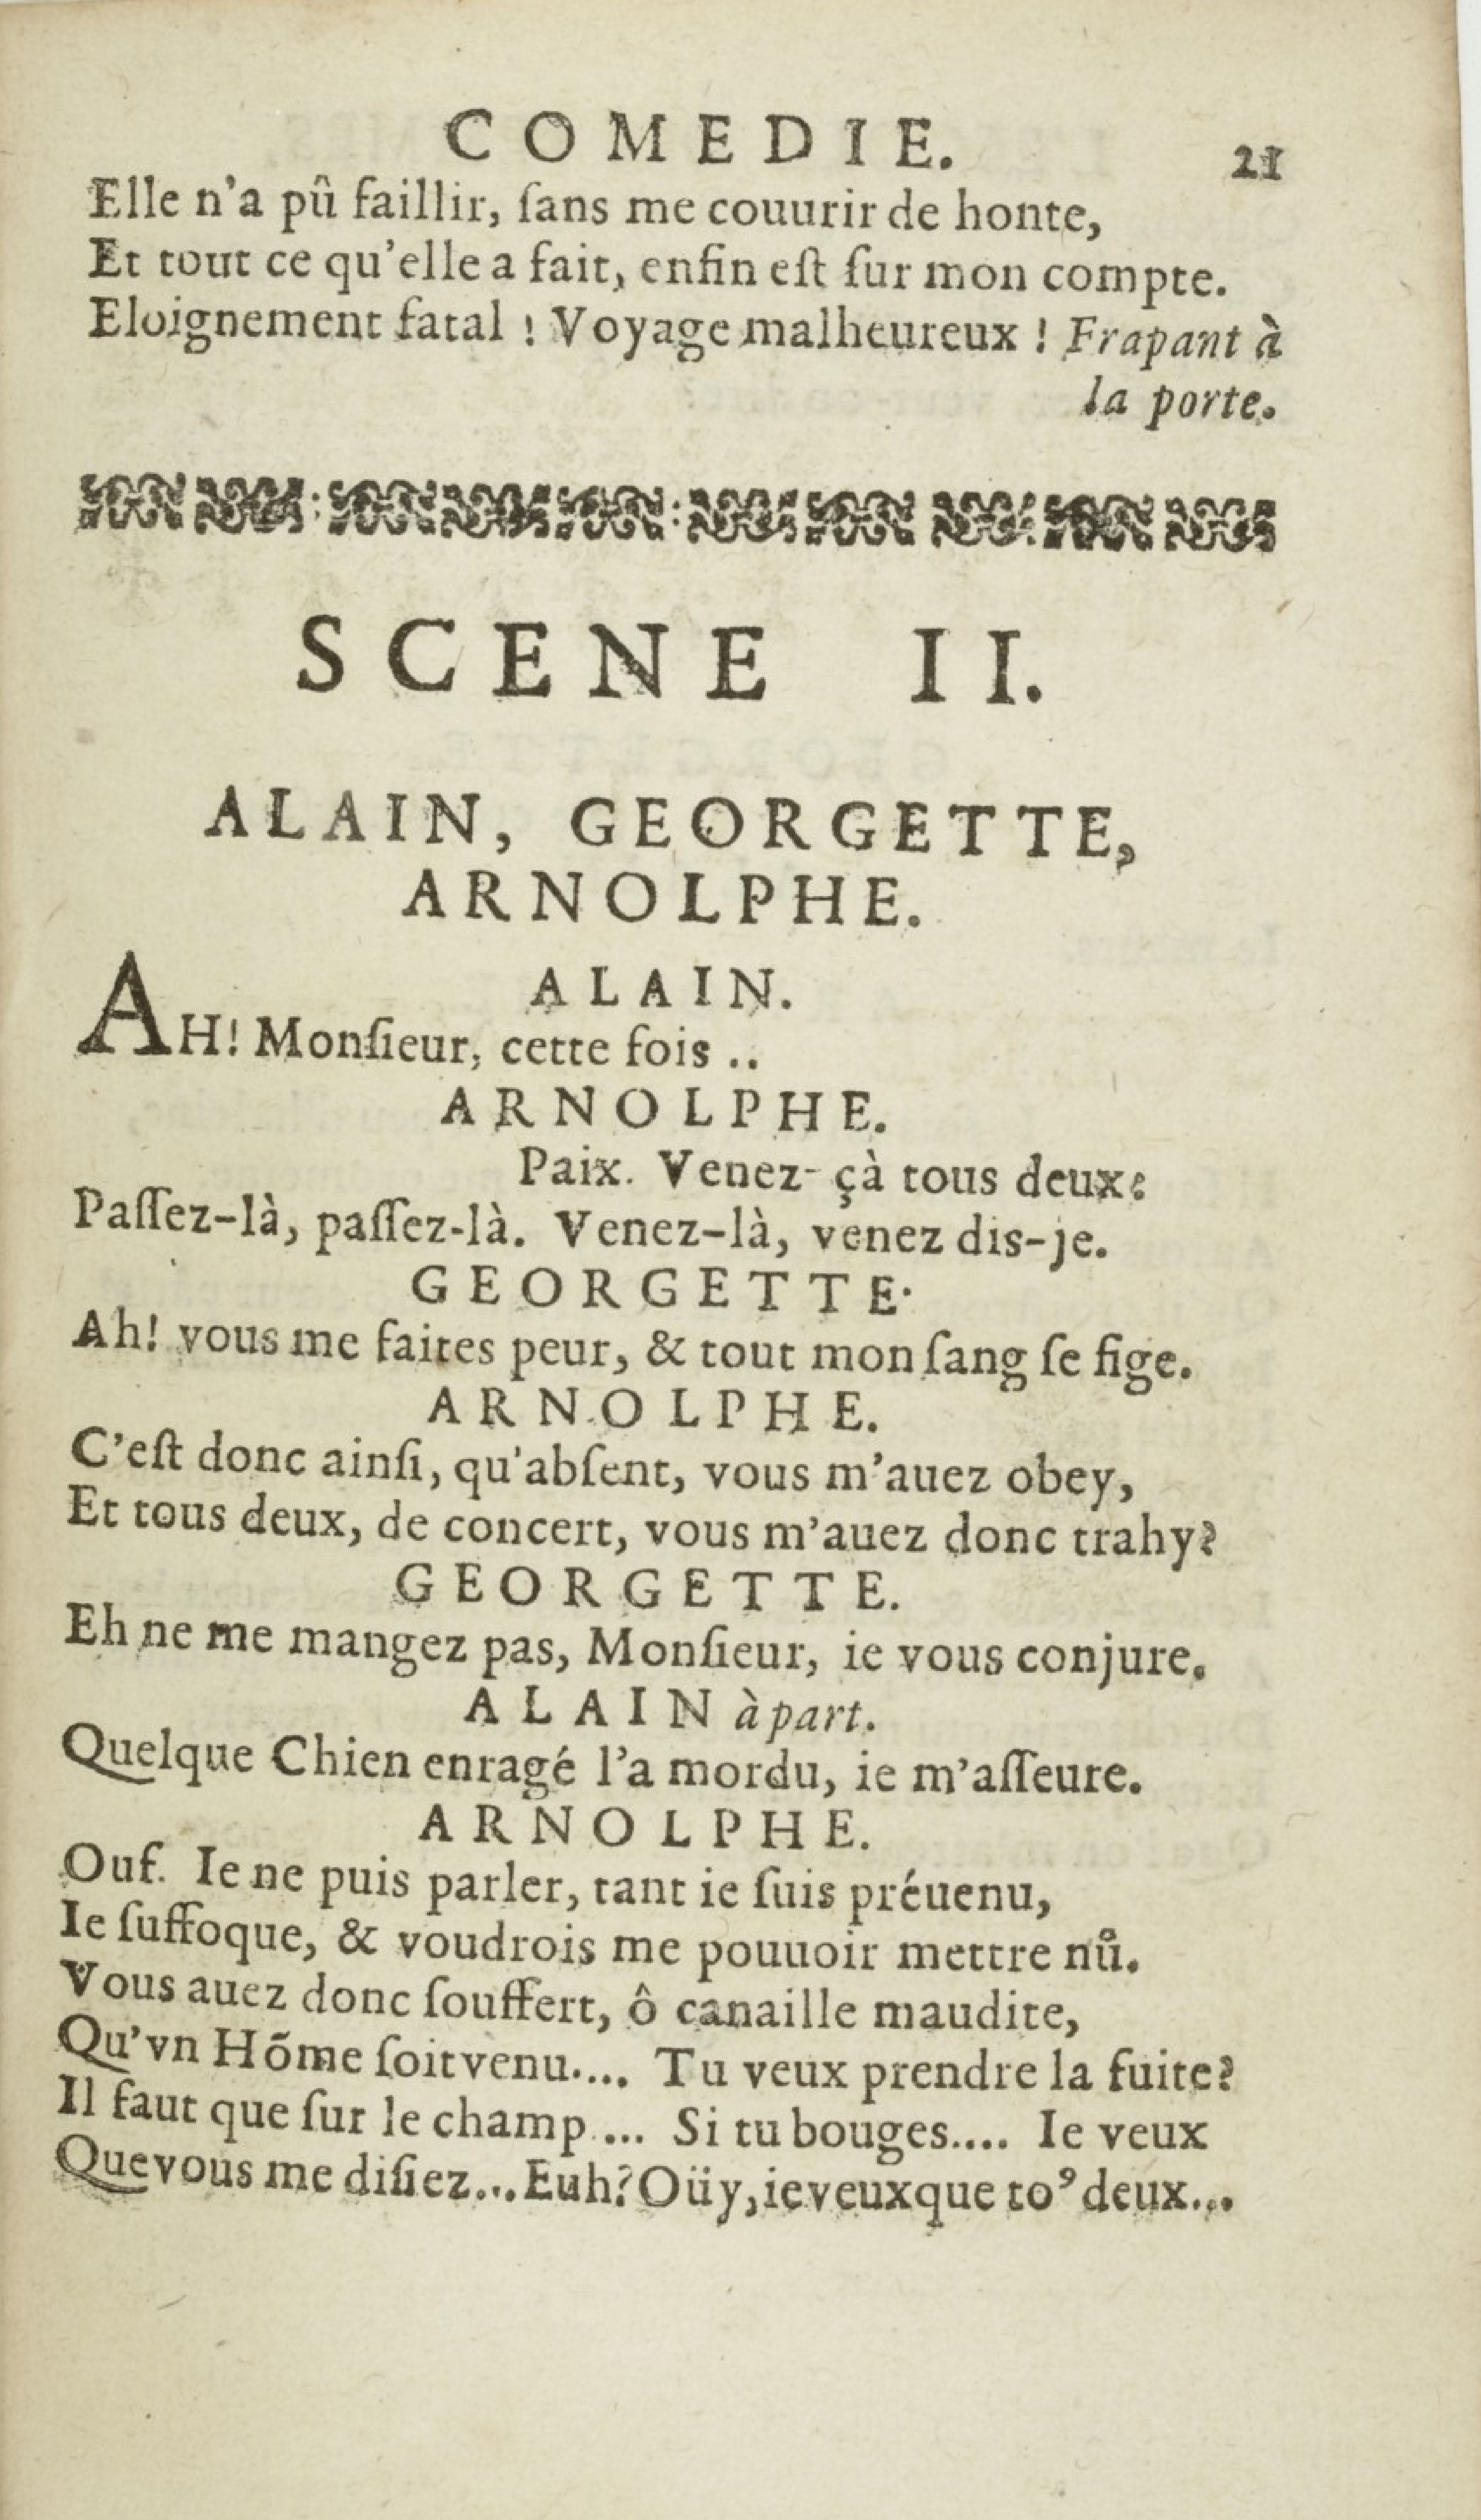 COMEDIE. 21
Elle n'a pû faillir, ſans me couurir de honte,
Et tout ce qu'elle a fait, enfin eſt ſur mon compte.
Eloignement fatal ! Voyage malheureux ! Frapant à
la porte.
SCENE II.
ALAIN, GEORGETTE,
ARNOLPHE.
ALAIN.
AH! Monſieur, cette fois ..
ARNOLPHE.
Paix. Venez-çà tous deux:
Paſſez-là, paſſez-là. Venez-là, venez dis-je.
GEORGETTE.
Ah! vous me faites peur, & tout mon ſang ſe fige.
ARNOLPHE.
C'eſt donc ainſi, qu'abſent, vous m'auez obey,
Et tous deux, de concert, vous m'auez donc trahy?
GEORGETTE.
Eh ne me mangez pas, Monſieur, ie vous conjure.
ALAIN à part.
Quelque Chien enragé l'a mordu, ie m'aſſeure.
ARNOLPHE.
Ouf. Ie ne puis parler, tant ie ſuis préuenu,
Ie ſuffoque, & voudrois me pouuoir mettre nû.
Vous auez donc ſouffert, ô canaille maudite,
Qu'vn Hõme ſoit venu.... Tu veux prendre la fuite?
Il faut que ſur le champ.... Si tu bouges.... Ie veux
Que vous me diſiez... Euh? Oüy, ie veux que toꝰ deux...